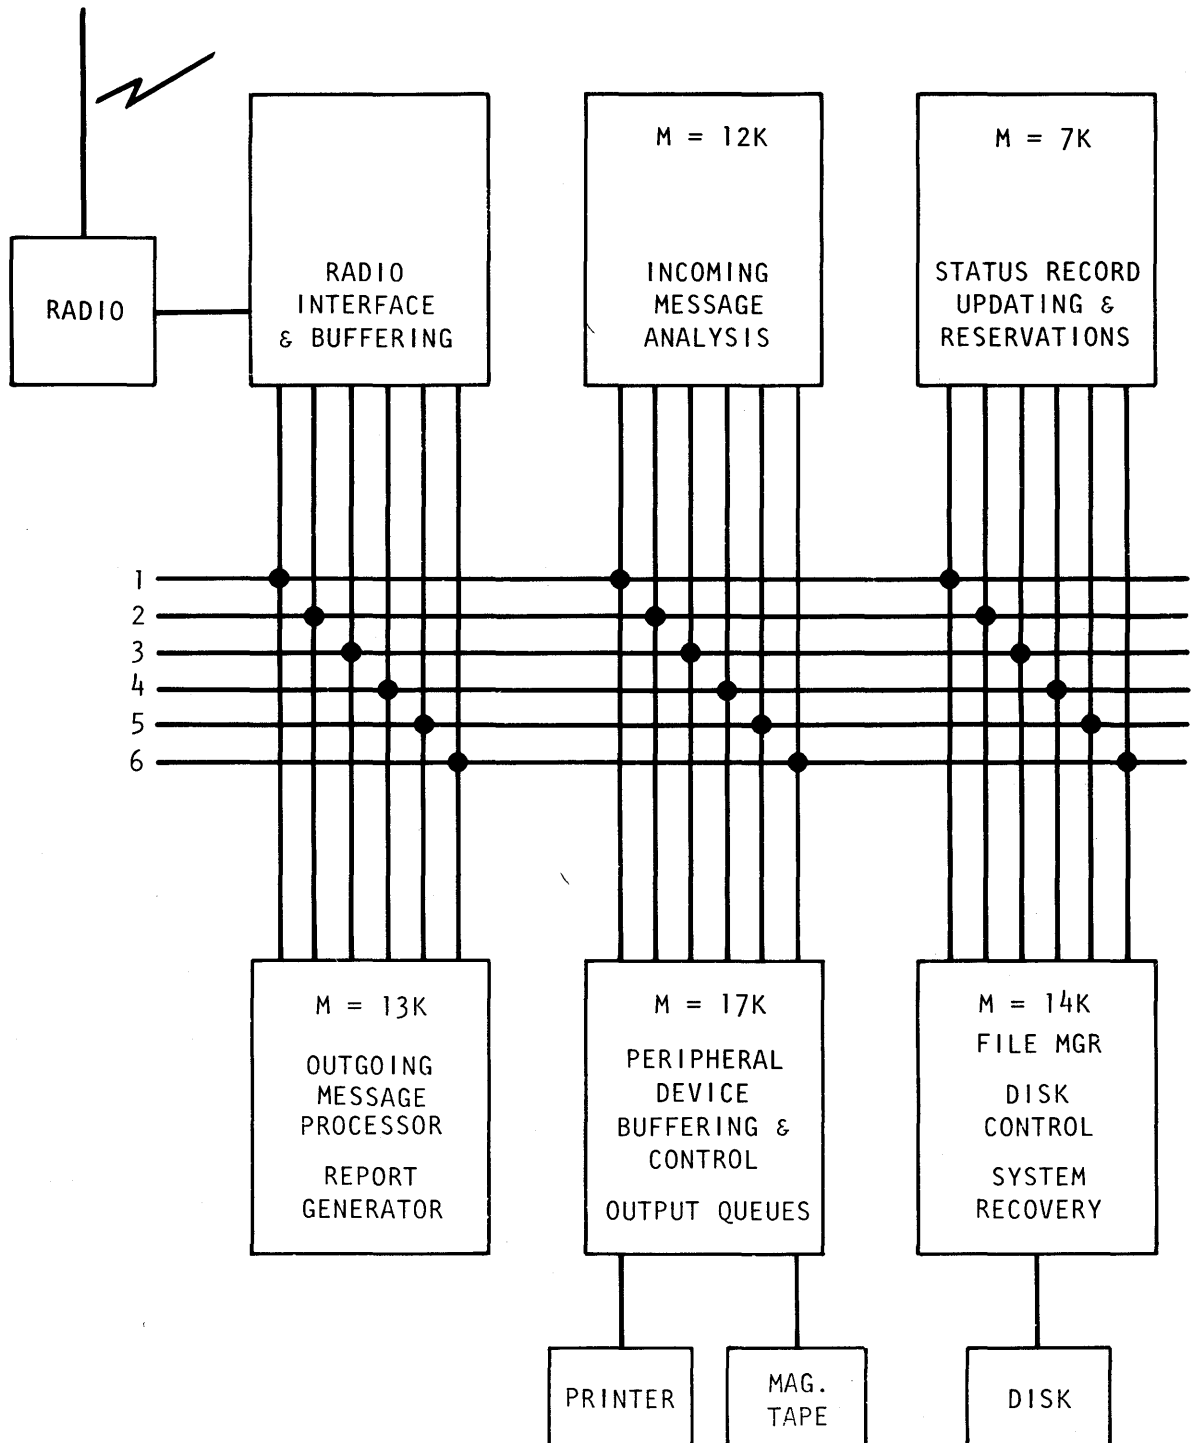 RADIO
RADIO
INTERFACE
& BUFFERING
M = 12K
INCOMING
MESSAGE
ANALYSIS
M = 7K
STATUS RECORD
UPDATING &
RESERVATIONS
1
2
3
4
5
6
M = 13K
OUTGOING
MESSAGE
PROCESSOR
REPORT
GENERATOR
M = 17K
PERIPHERAL
DEVICE
BUFFERING &
CONTROL
OUTPUT QUEUES
M = 14K
FILE MGR
DISK
CONTROL
SYSTEM
RECOVERY
PRINTER
MAG.
TAPE
DISK